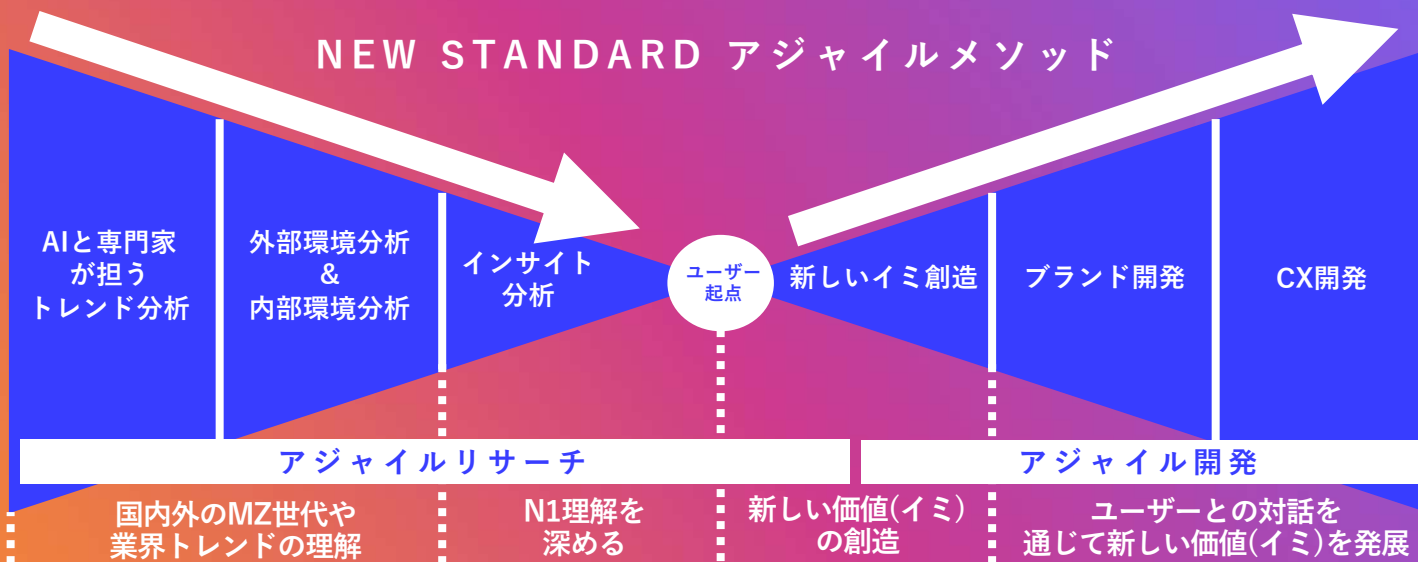 NEW STANDARD アジャイルメソッド
AIと専門家
が担う
トレンド分析
外部環境分析
&
内部環境分析
インサイト
分析
ユーザー
起点
新しいイミ創造
ブランド開発
CX開発
アジャイルリサーチ
アジャイル開発
国内外のMZ世代や
業界トレンドの理解
N1理解を
深める
新しい価値(イミ)
の創造
ユーザーとの対話を
通じて新しい価値(イミ)を発展